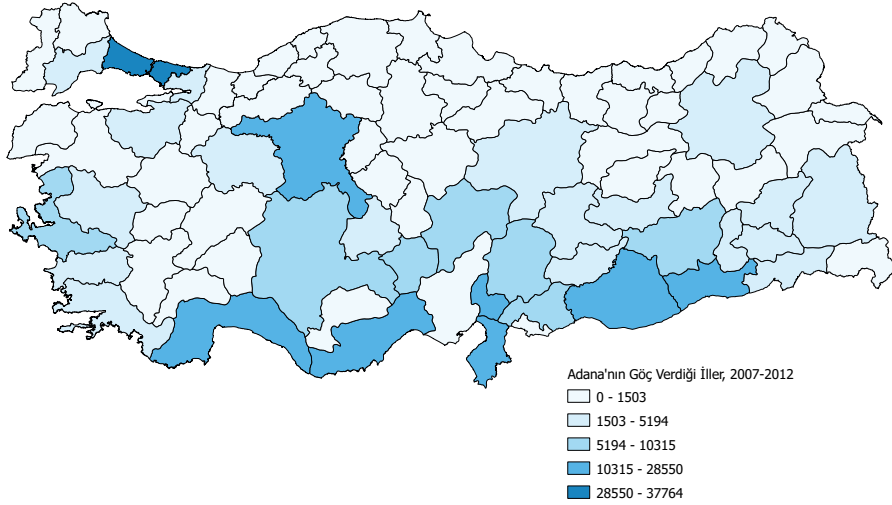 Adana'nın Göç Verdiği İller, 2007-2012
0 - 1503
1503 - 5194
5194 - 10315
10315 - 28550
28550 - 37764